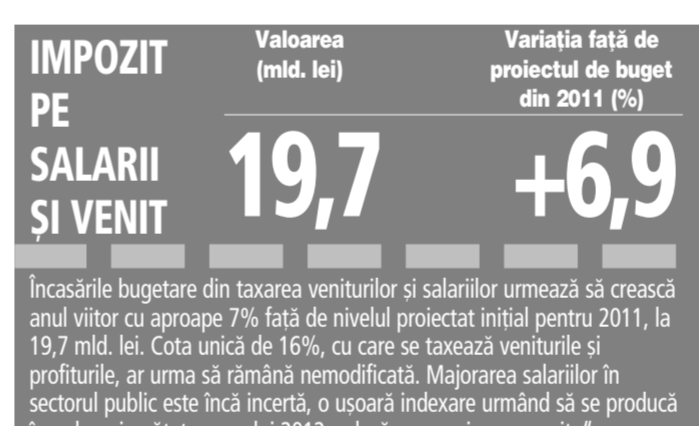 IMPOZIT
PE
SALARII
ȘI VENIT
Valoarea
(mld. lei)
Variația față de
proiectul de buget
din 2011 (%)
19,7
+6,9
Încasările bugetare din taxarea veniturilor și salariilor urmează să crească
anul viitor cu aproape 7% față de nivelul proiectat inițial pentru 2011, la
19,7 mld. lei. Cota unică de 16%, cu care se taxează veniturile și
profiturile, ar urma să rămână nemodificată. Majorarea salariilor în
sectorul public este încă incertă, o ușoară indexare urmând să se producă